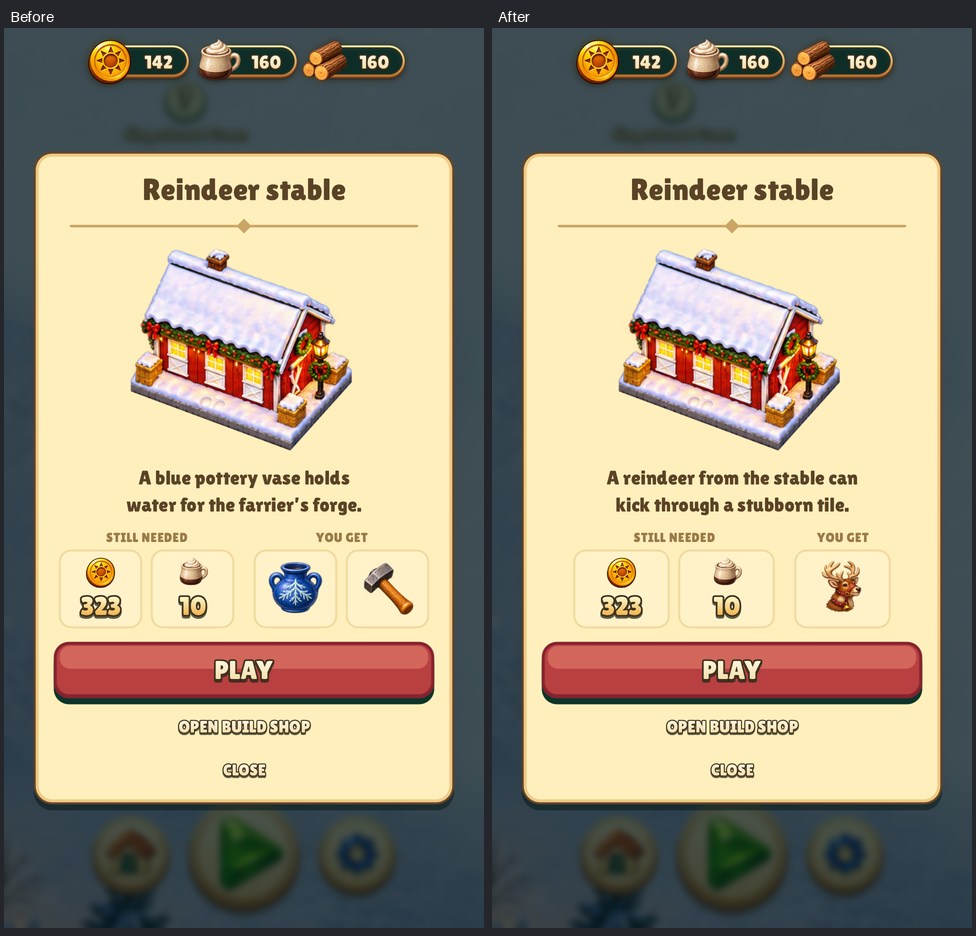 Before
142
160
160
Reindeer stable
A blue pottery vase holds
water for the farrier's forge.
STILL NEEDED
YOU GET
323
10
PLAY
OPEN BUILD SHOP
CLOSE
After
142
160
160
Reindeer stable
A reindeer from the stable can
kick through a stubborn tile.
STILL NEEDED
YOU GET
323
10
PLAY
OPEN BUILD SHOP
CLOSE